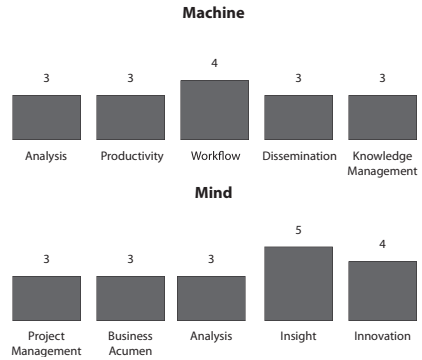 Machine
3 3 4 3 3
Analysis Productivity Workflow Dissemination Knowledge
Management
Mind
3 3 3 5 4
Project Business Analysis Insight Innovation
Management Acumen